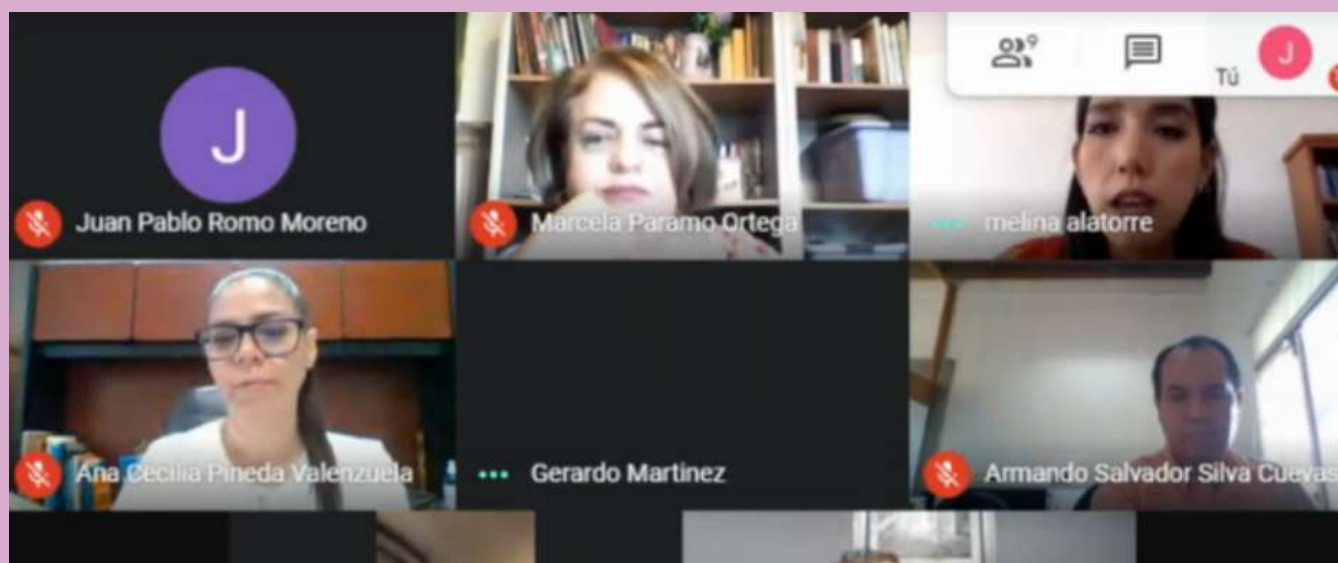 9
Tú
J
J
Juan Pablo Romo Moreno
Marcela Paramo Ortega
melina alatorre
Ana Cecilia Pineda Valenzuela
Gerardo Martinez
Armando Salvador Silva Cuevas